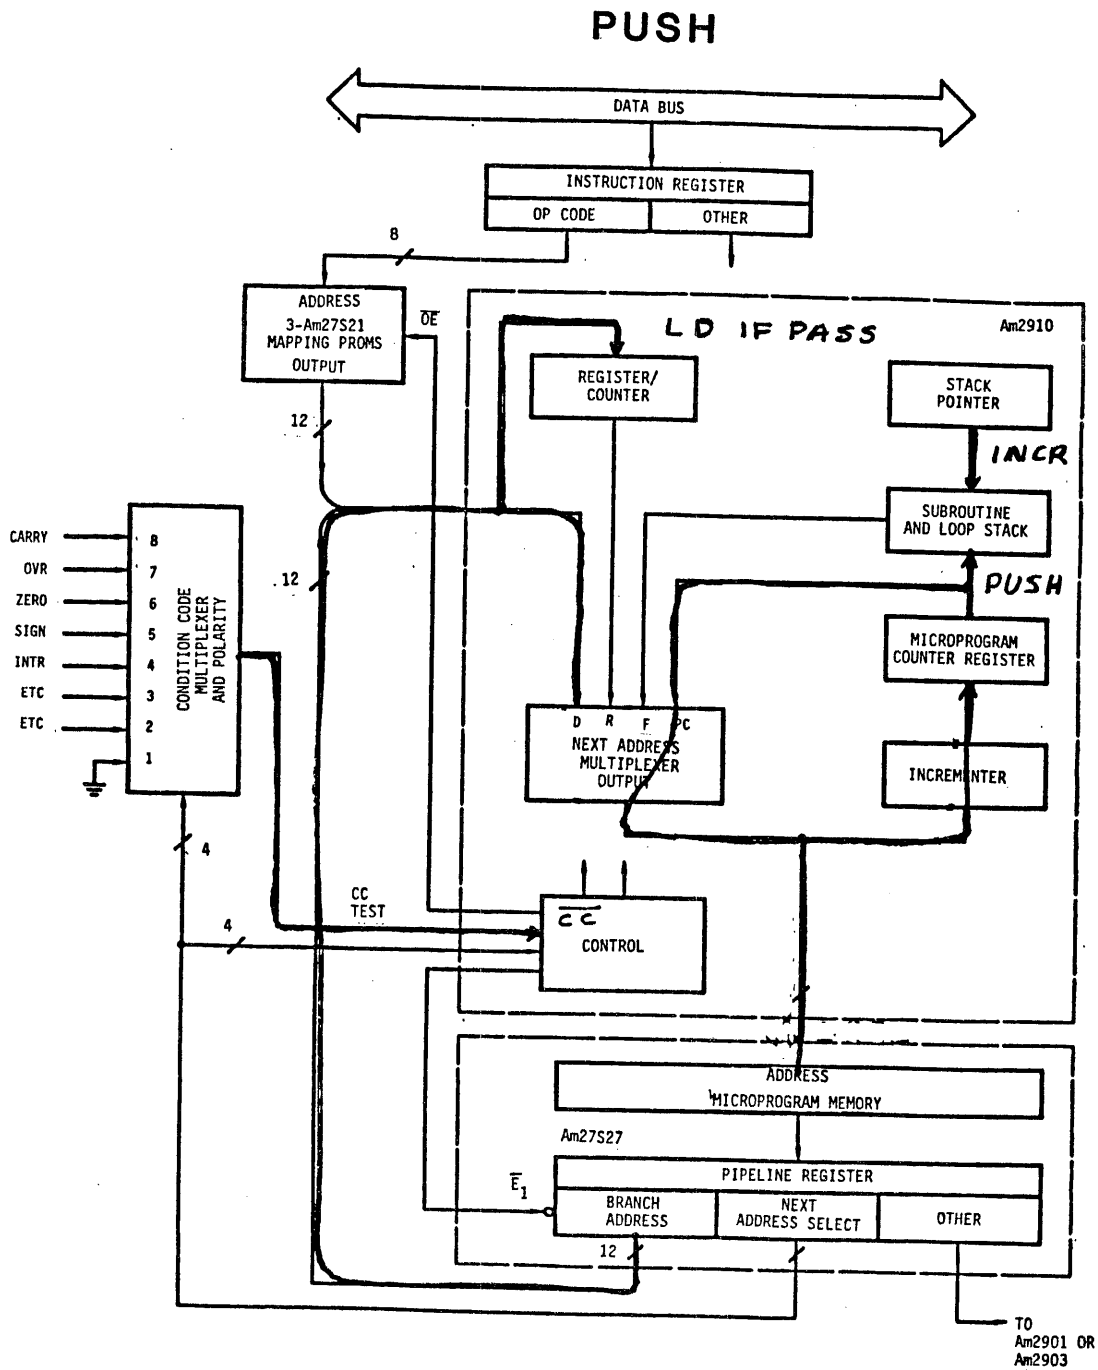 PUSH
DATA BUS
INSTRUCTION REGISTER
OP CODE
OTHER
8
ADDRESS
3-Am27S21
MAPPING PROMS
OUTPUT
OE
LD IF PASS
Am2910
REGISTER/
COUNTER
STACK
POINTER
12
INCR
SUBROUTINE
AND LOOP STACK
CARRY
OVR
ZERO
SIGN
INTR
ETC
ETC
8
7
6
5
4
3
2
1
CONDITION CODE
MULTIPLEXER
AND POLARITY
12
PUSH
MICROPROGRAM
COUNTER REGISTER
D R F PC
NEXT ADDRESS
MULTIPLEXER
OUTPUT
INCREMENTER
4
CC
TEST
4
CC
CONTROL
ADDRESS
MICROPROGRAM MEMORY
Am27S27
PIPELINE REGISTER
E1
BRANCH
ADDRESS
NEXT
ADDRESS SELECT
OTHER
12
TO
Am2901 OR
Am2903